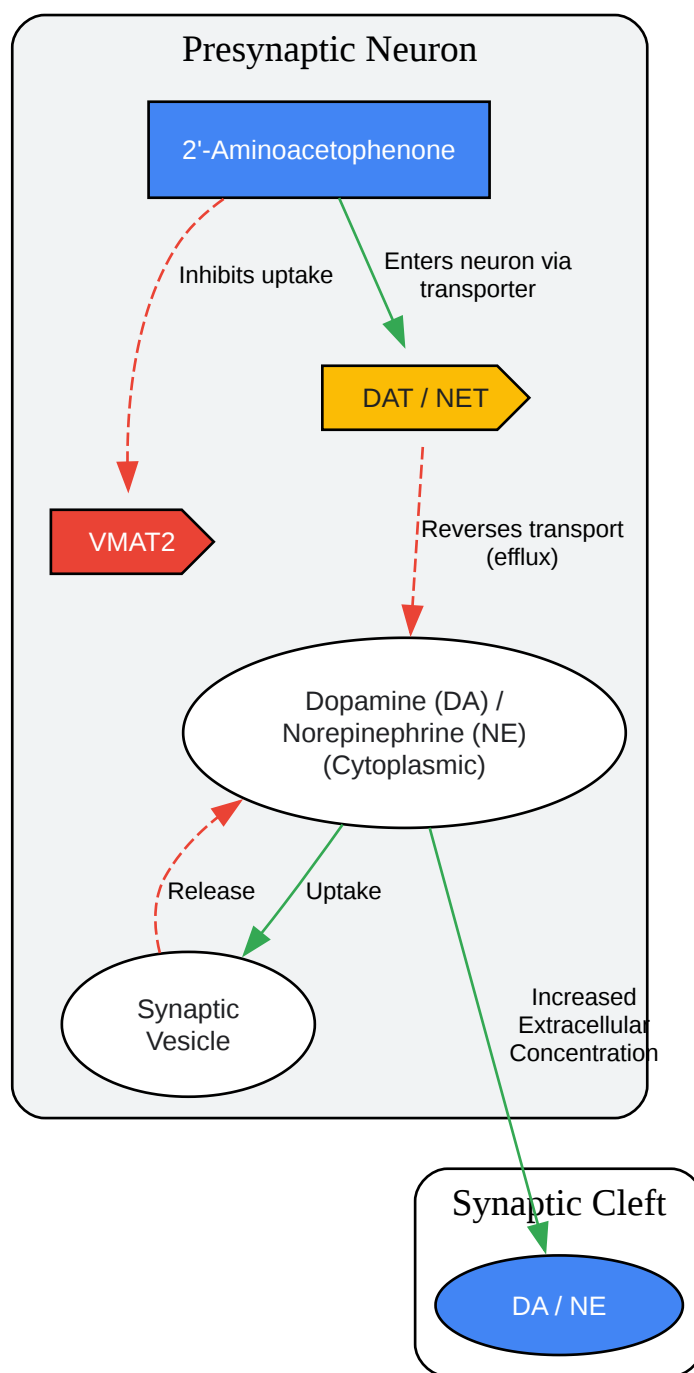 Presynaptic Neuron
2'-Aminoacetophenone
Inhibits uptake
Enters neuron via
transporter
DAT / NET
VMAT2
Reverses transport
(efflux)
Dopamine (DA) /
Norepinephrine (NE)
(Cytoplasmic)
Release
Uptake
Synaptic
Vesicle
Increased
Extracellular
Concentration
Synaptic Cleft
DA / NE